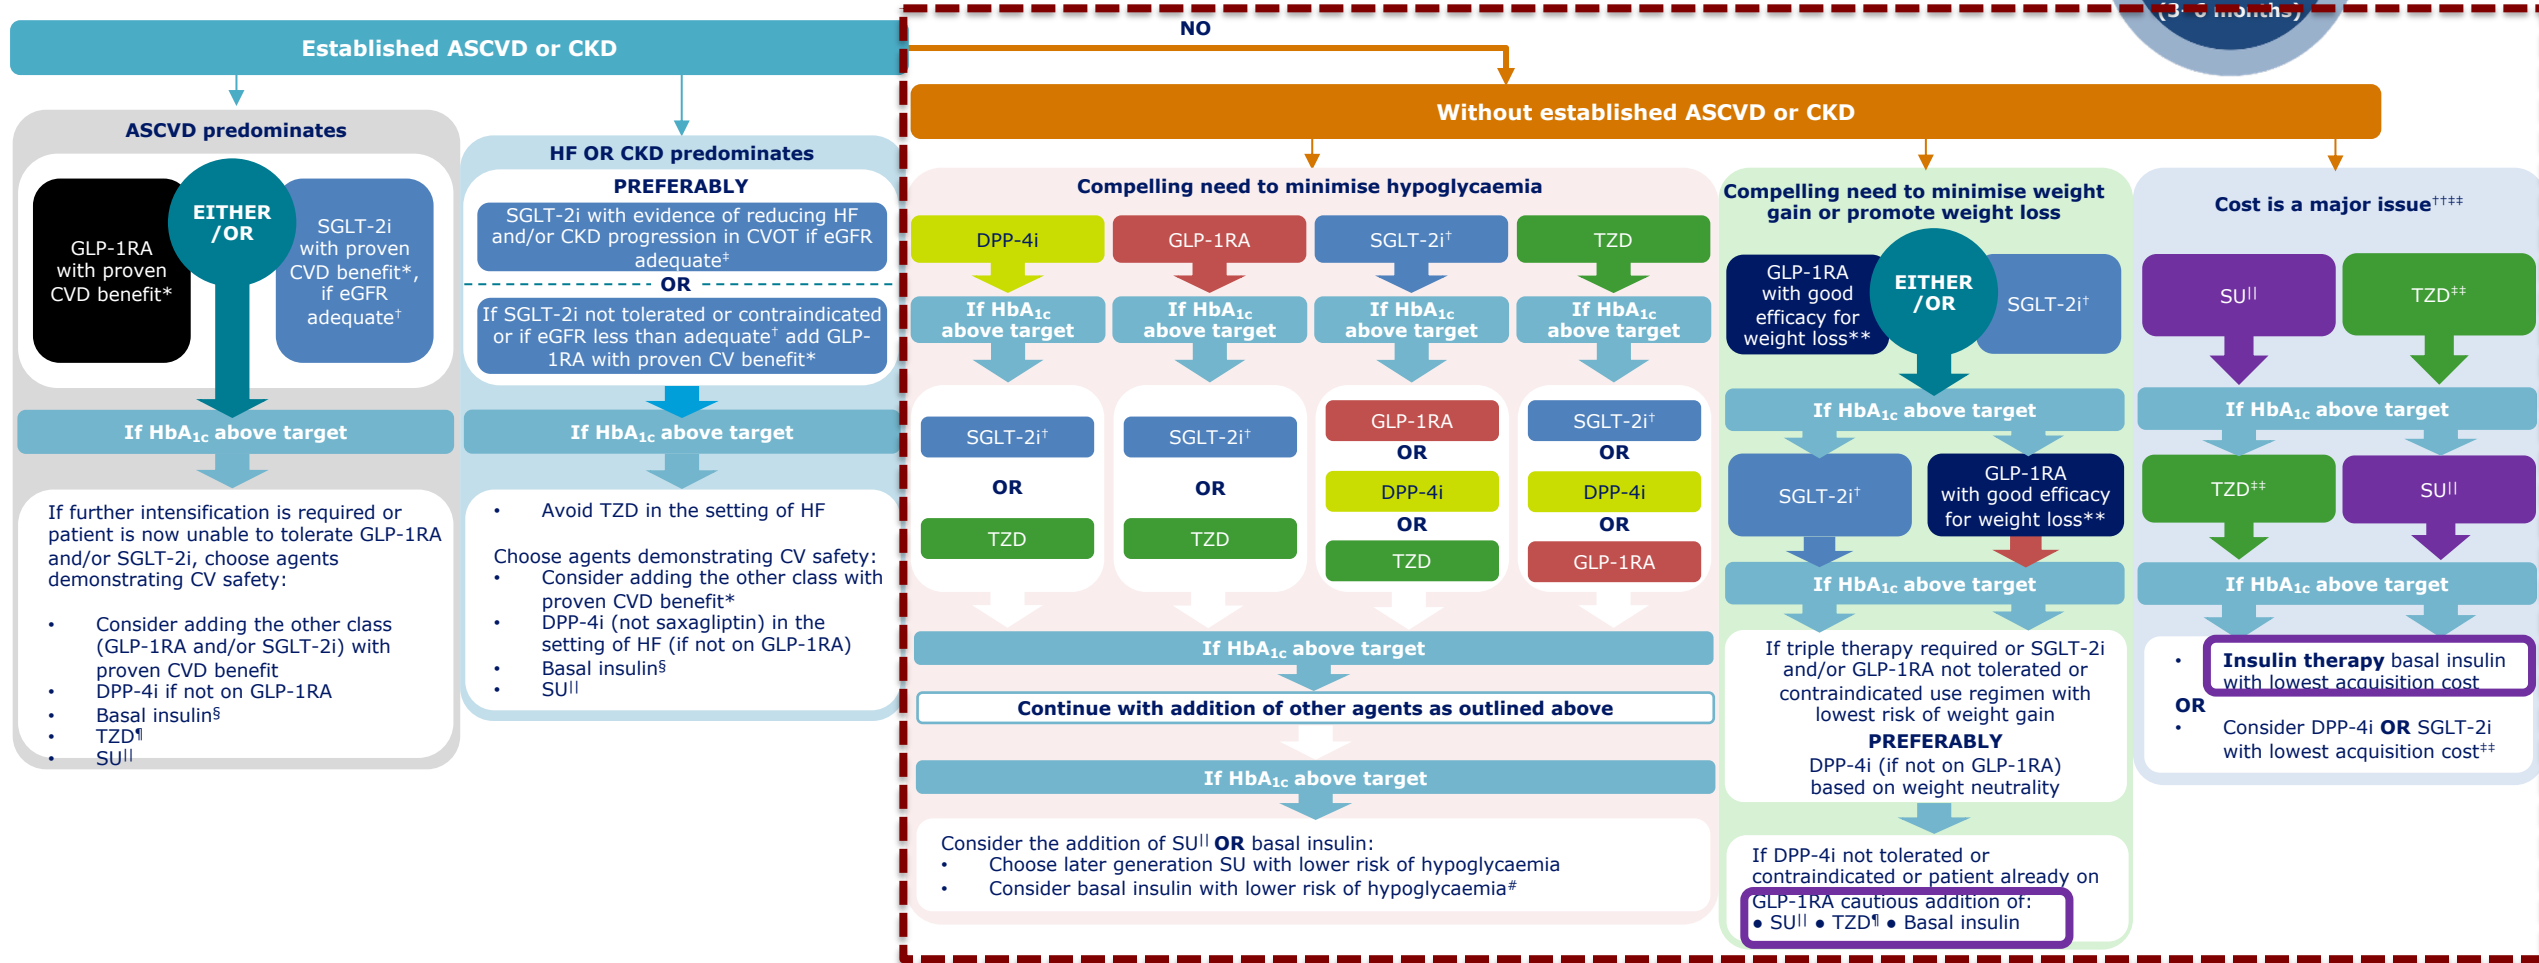 (3–6 months)
NO
Established ASCVD or CKD
Without established ASCVD or CKD
ASCVD predominates
GLP-1RA
with proven
CVD benefit*
EITHER
/OR
SGLT-2i
with proven
CVD benefit*,
if eGFR
adequate†
If HbA1c above target
If further intensification is required or
patient is now unable to tolerate GLP-1RA
and/or SGLT-2i, choose agents
demonstrating CV safety:
• Consider adding the other class
(GLP-1RA and/or SGLT-2i) with
proven CVD benefit
• DPP-4i if not on GLP-1RA
• Basal insulin§
• TZD¶
• SU||
HF OR CKD predominates
PREFERABLY
SGLT-2i with evidence of reducing HF
and/or CKD progression in CVOT if eGFR
adequate‡
OR
If SGLT-2i not tolerated or contraindicated
or if eGFR less than adequate† add GLP-
1RA with proven CV benefit*
If HbA1c above target
• Avoid TZD in the setting of HF
Choose agents demonstrating CV safety:
• Consider adding the other class with
proven CVD benefit*
• DPP-4i (not saxagliptin) in the
setting of HF (if not on GLP-1RA)
• Basal insulin§
• SU||
Compelling need to minimise hypoglycaemia
DPP-4i
If HbA1c
above target
SGLT-2i†
OR
TZD
GLP-1RA
If HbA1c
above target
SGLT-2i†
OR
TZD
SGLT-2i†
If HbA1c
above target
GLP-1RA
OR
DPP-4i
OR
TZD
TZD
If HbA1c
above target
SGLT-2i†
OR
DPP-4i
OR
GLP-1RA
If HbA1c above target
Continue with addition of other agents as outlined above
If HbA1c above target
Consider the addition of SU|| OR basal insulin:
• Choose later generation SU with lower risk of hypoglycaemia
• Consider basal insulin with lower risk of hypoglycaemia#
Compelling need to minimise weight
gain or promote weight loss
GLP-1RA
with good
efficacy for
weight loss**
EITHER
/OR
SGLT-2i†
If HbA1c above target
SGLT-2i†
GLP-1RA
with good efficacy
for weight loss**
If HbA1c above target
If triple therapy required or SGLT-2i
and/or GLP-1RA not tolerated or
contraindicated use regimen with
lowest risk of weight gain
PREFERABLY
DPP-4i (if not on GLP-1RA)
based on weight neutrality
If DPP-4i not tolerated or
contraindicated or patient already on
GLP-1RA cautious addition of:
● SU|| ● TZD¶ ● Basal insulin
Cost is a major issue††‡‡
SU||
TZD‡‡
If HbA1c above target
TZD‡‡
SU||
If HbA1c above target
• Insulin therapy basal insulin
with lowest acquisition cost
OR
• Consider DPP-4i OR SGLT-2i
with lowest acquisition cost‡‡